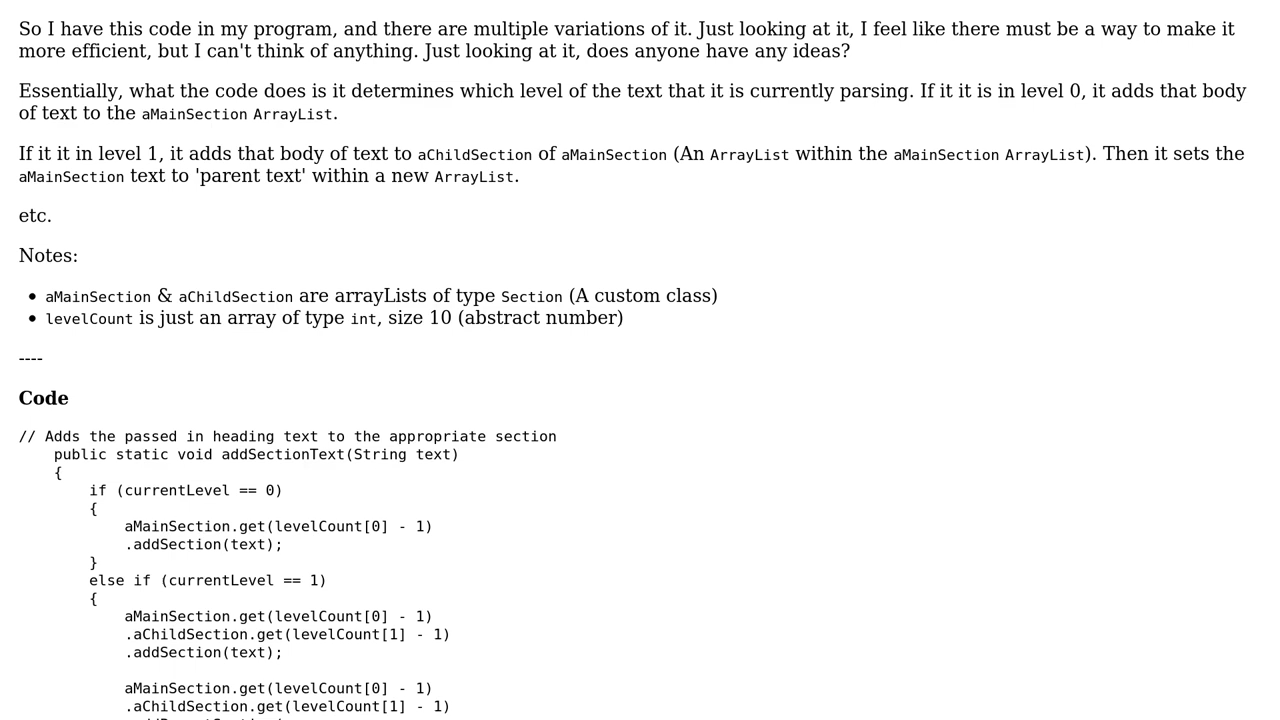 So I have this code in my program, and there are multiple variations of it. Just looking at it, I feel like there must be a way to make it
more efficient, but I can't think of anything. Just looking at it, does anyone have any ideas?
Essentially, what the code does is it determines which level of the text that it is currently parsing. If it it is in level 0, it adds that body
of text to the aMainSection ArrayList.
If it it in level 1, it adds that body of text to aChildSection of aMainSection (An ArrayList within the aMainSection ArrayList). Then it sets the
aMainSection text to 'parent text' within a new ArrayList.
etc.
Notes:
• aMainSection & aChildSection are arrayLists of type Section (A custom class)
• levelCount is just an array of type int, size 10 (abstract number)
----
Code
// Adds the passed in heading text to the appropriate section
    public static void addSectionText(String text)
    {
        if (currentLevel == 0)
        {
            aMainSection.get(levelCount[0] - 1)
            .addSection(text);
        }
        else if (currentLevel == 1)
        {
            aMainSection.get(levelCount[0] - 1)
            .aChildSection.get(levelCount[1] - 1)
            .addSection(text);

            aMainSection.get(levelCount[0] - 1)
            .aChildSection.get(levelCount[1] - 1)